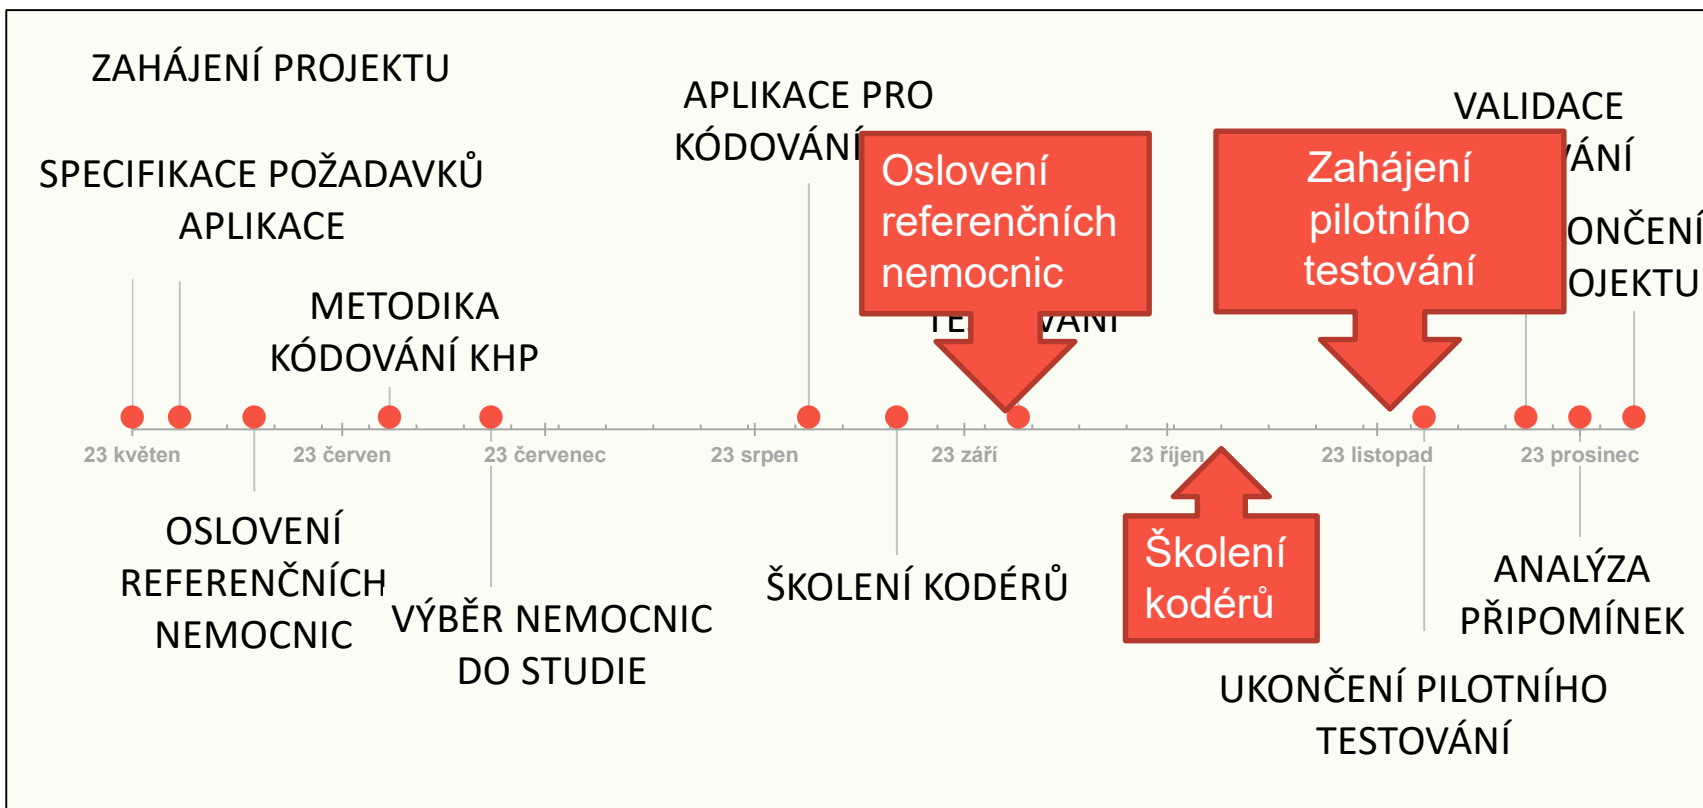 ZAHÁJENÍ PROJEKTU
SPECIFIKACE POŽADAVKŮ
APLIKACE
METODIKA
KÓDOVÁNÍ KHP
APLIKACE PRO
KÓDOVÁNÍ
Oslovení
referenčních
nemocnic
Zahájení
pilotního
testování
VALIDACE
23 květen
23 červen
23 červenec
23 srpen
23 září
23 říjen
23 listopad
23 prosinec
OSLOVENÍ
REFERENČNÍCH
NEMOCNIC
VÝBĚR NEMOCNIC
DO STUDIE
ŠKOLENÍ KODÉRŮ
Školení
kodérů
UKONČENÍ PILOTNÍHO
TESTOVÁNÍ
ANALÝZA
PŘIPOMÍNEK